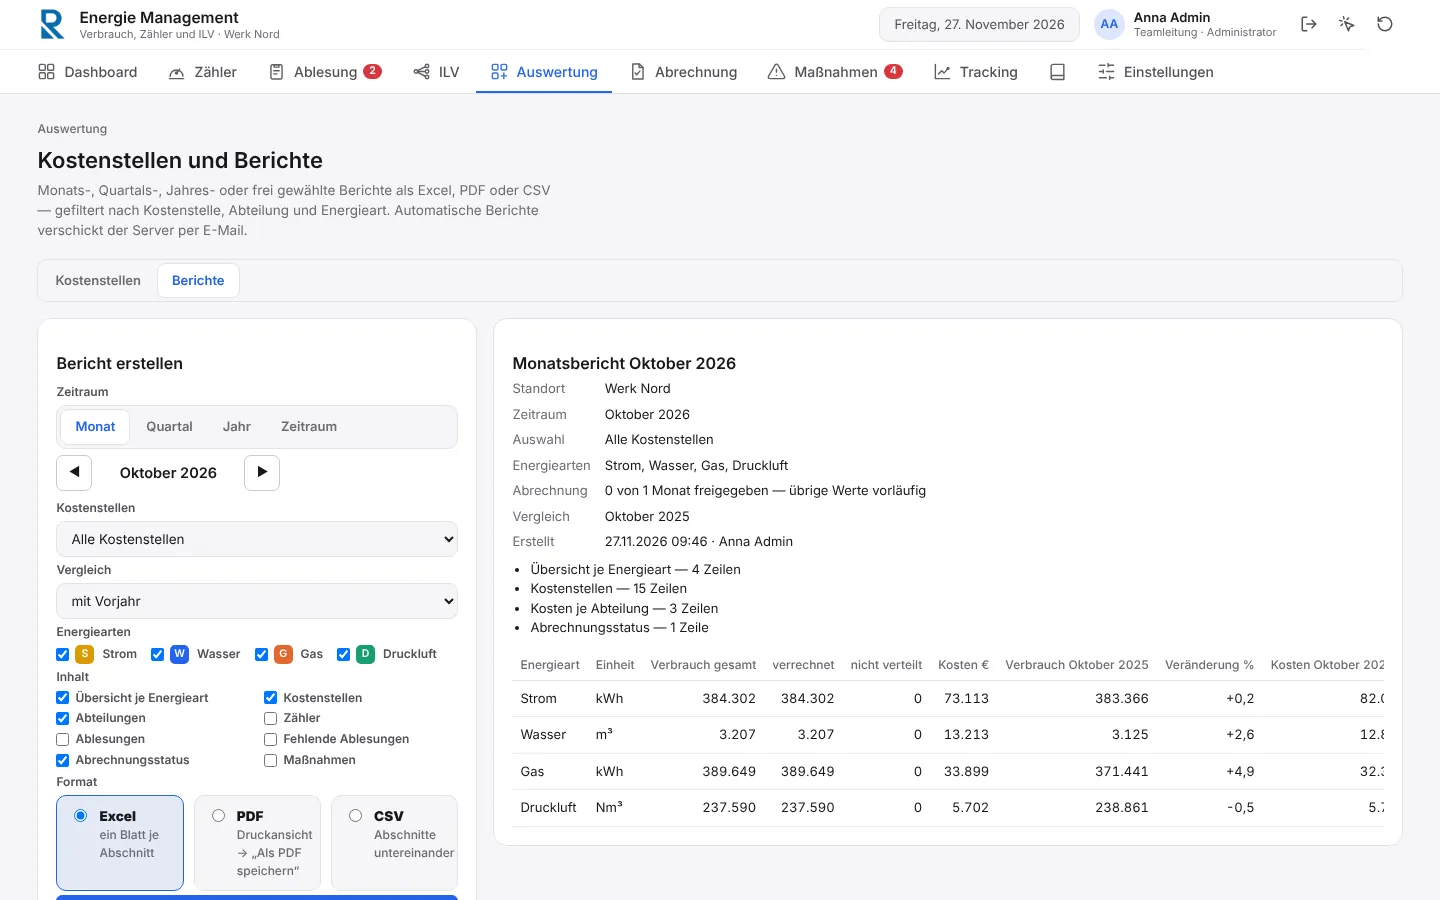 Energie Management
Verbrauch, Zähler und ILV · Werk Nord
Freitag, 27. November 2026
AA
Anna Admin
Teamleitung · Administrator
Dashboard
Zähler
Ablesung 2
ILV
Auswertung
Abrechnung
Maßnahmen 4
Tracking
Einstellungen
Auswertung
Kostenstellen und Berichte
Monats-, Quartals-, Jahres- oder frei gewählte Berichte als Excel, PDF oder CSV
— gefiltert nach Kostenstelle, Abteilung und Energieart. Automatische Berichte
verschickt der Server per E-Mail.
Kostenstellen
Berichte
Bericht erstellen
Zeitraum
Monat Quartal Jahr Zeitraum
◀ Oktober 2026 ▶
Kostenstellen
Alle Kostenstellen
Vergleich
mit Vorjahr
Energiearten
S Strom W Wasser G Gas D Druckluft
Inhalt
Übersicht je Energieart Kostenstellen
Abteilungen Zähler
Ablesungen Fehlende Ablesungen
Abrechnungsstatus Maßnahmen
Format
Excel
ein Blatt je
Abschnitt
PDF
Druckansicht
→ „Als PDF
speichern“
CSV
Abschnitte
untereinander
Monatsbericht Oktober 2026
Standort Werk Nord
Zeitraum Oktober 2026
Auswahl Alle Kostenstellen
Energiearten Strom, Wasser, Gas, Druckluft
Abrechnung 0 von 1 Monat freigegeben — übrige Werte vorläufig
Vergleich Oktober 2025
Erstellt 27.11.2026 09:46 · Anna Admin
• Übersicht je Energieart — 4 Zeilen
• Kostenstellen — 15 Zeilen
• Kosten je Abteilung — 3 Zeilen
• Abrechnungsstatus — 1 Zeile
Energieart Einheit Verbrauch gesamt verrechnet nicht verteilt Kosten € Verbrauch Oktober 2025 Veränderung % Kosten Oktober 202
Strom kWh 384.302 384.302 0 73.113 383.366 +0,2 82.0
Wasser m³ 3.207 3.207 0 13.213 3.125 +2,6 12.8
Gas kWh 389.649 389.649 0 33.899 371.441 +4,9 32.3
Druckluft Nm³ 237.590 237.590 0 5.702 238.861 -0,5 5.7